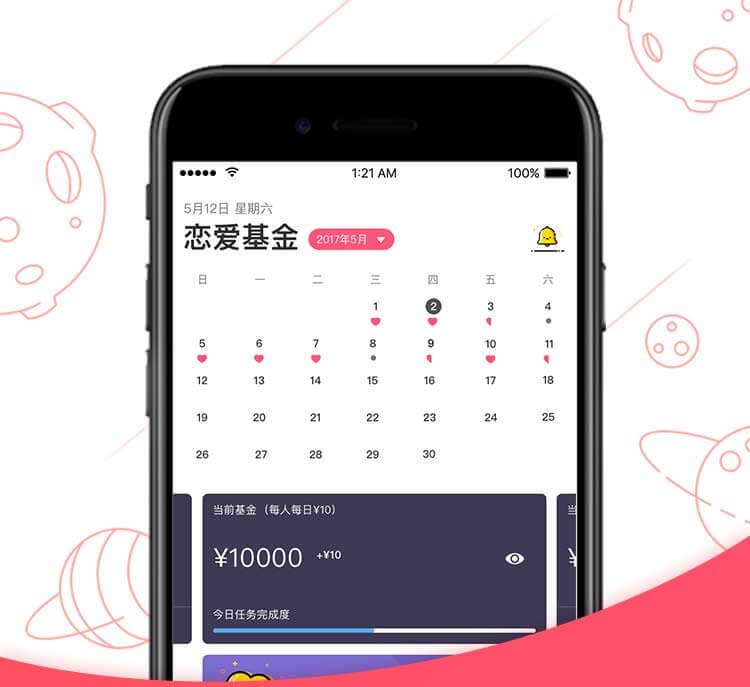 1:21 AM 100%
5月12日 星期六
恋爱基金 2017年5月
日 一 二 三 四 五 六
1 2 3 4
5 6 7 8 9 10 11
12 13 14 15 16 17 18
19 20 21 22 23 24 25
26 27 28 29 30
当前基金（每人每日¥10） 当
¥10000 +¥10 ¥
今日任务完成度